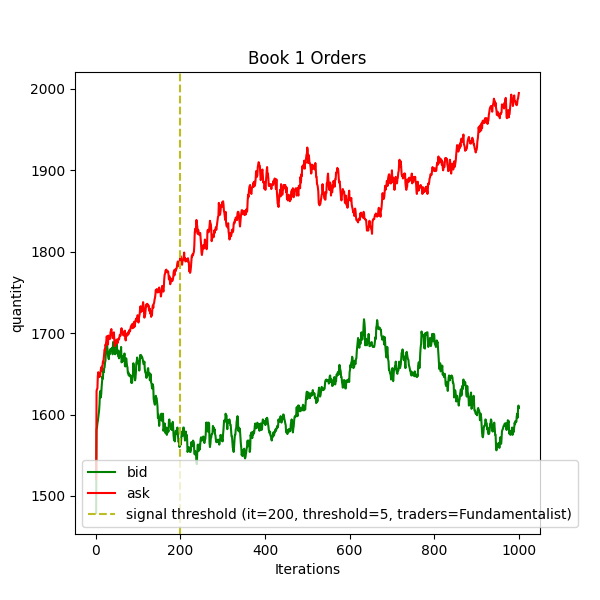 Book 1 Orders
2000
1900
1800
1700
1600
1500
quantity
bid
ask
signal threshold (it=200, threshold=5, traders=Fundamentalist)
0 200 400 600 800 1000
Iterations